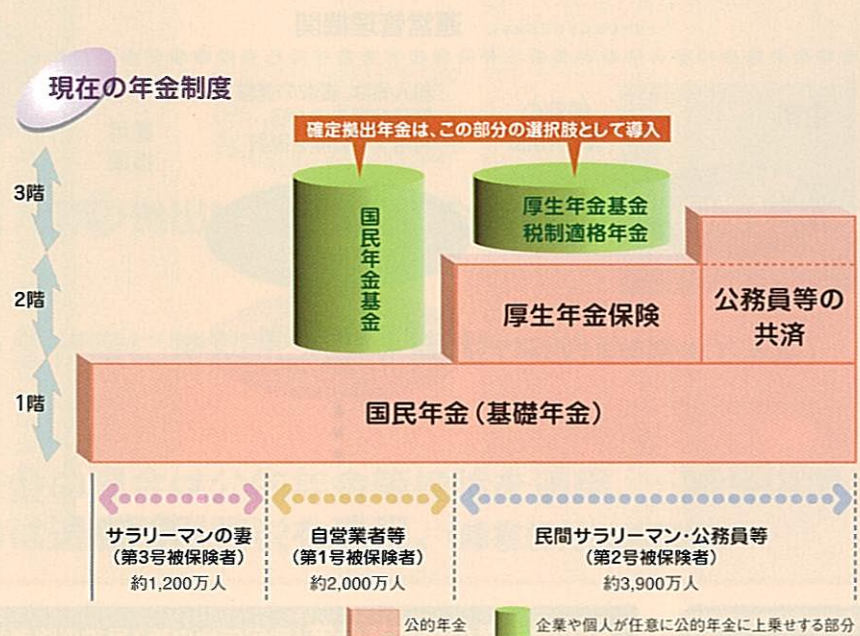 現在の年金制度
確定拠出年金は、この部分の選択肢として導入
3階
2階
1階
国民年金基金
厚生年金基金
税制適格年金
厚生年金保険
公務員等の
共済
国民年金(基礎年金)
サラリーマンの妻
(第3号被保険者)
約1,200万人
自営業者等
(第1号被保険者)
約2,000万人
民間サラリーマン・公務員等
(第2号被保険者)
約3,900万人
公的年金
企業や個人が任意に公的年金に上乗せする部分